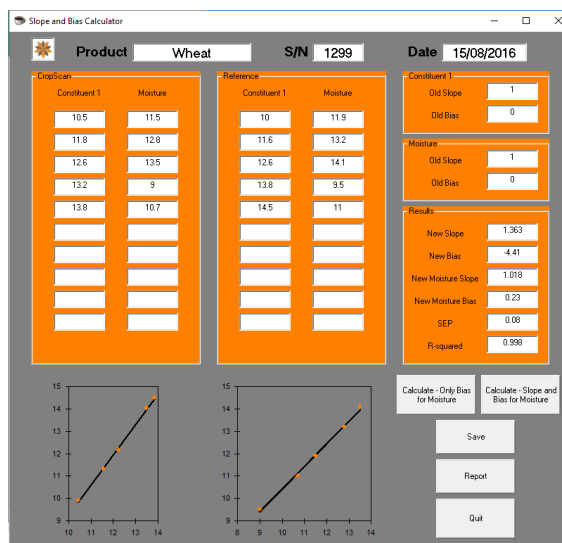 Slope and Bias Calculator
Product Wheat S/N 1299 Date 15/08/2016
CropScan Reference Constituent 1
Constituent 1 Moisture Constituent 1 Moisture Old Slope 1
Old Bias 0
10.5 11.5 10 11.9
11.8 12.8 11.6 13.2 Moisture
12.6 13.5 12.6 14.1 Old Slope 1
13.2 9 13.8 9.5 Old Bias 0
13.8 10.7 14.5 11
Results
New Slope 1.363
New Bias -4.41
New Moisture Slope 1.018
New Moisture Bias 0.23
SEP 0.08
R-squared 0.998
Calculate - Only Bias for Moisture
Calculate - Slope and Bias for Moisture
Save
Report
Quit
15
14
13
12
11
10
9
10 11 12 13 14
15
14
13
12
11
10
9
8 9 10 11 12 13 14